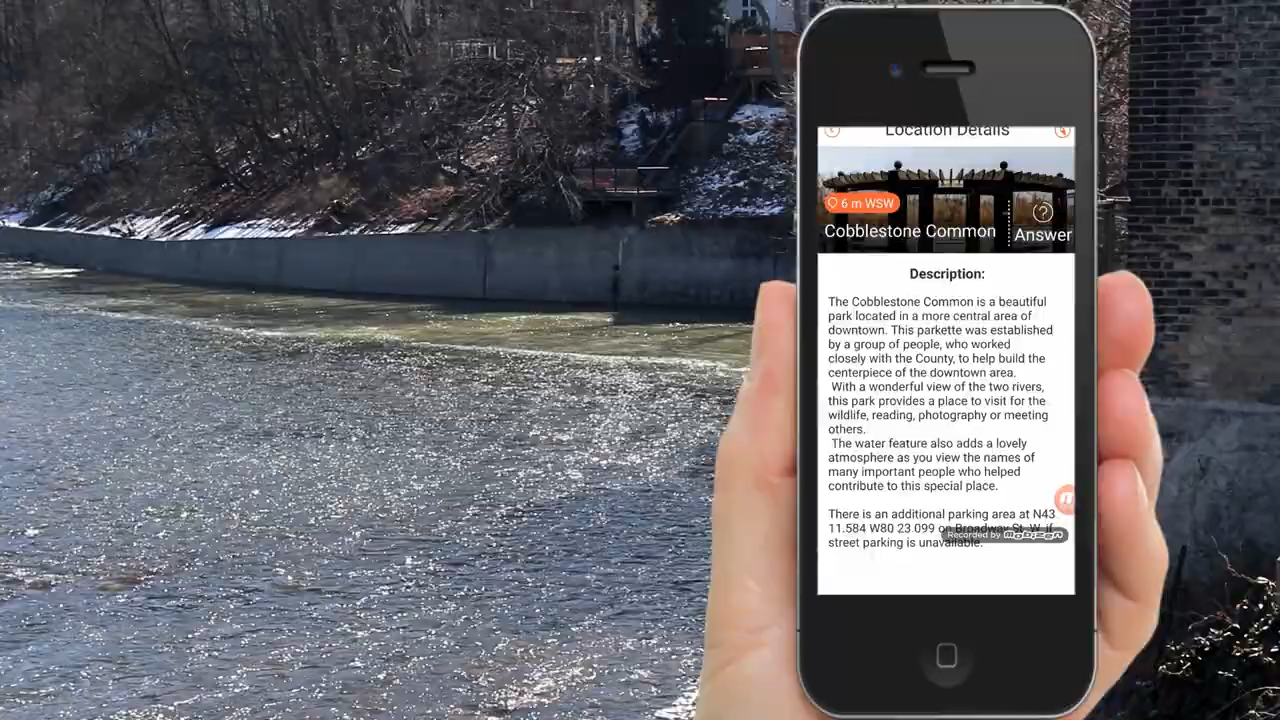 Location Details
6 m WSW
Cobblestone Common
Answer
Description:
The Cobblestone Common is a beautiful
park located in a more central area of
downtown. This parkette was established
by a group of people, who worked
closely with the County, to help build the
centerpiece of the downtown area.
With a wonderful view of the two rivers,
this park provides a place to visit for the
wildlife, reading, photography or meeting
others.
The water feature also adds a lovely
atmosphere as you view the names of
many important people who helped
contribute to this special place.
There is an additional parking area at N43
11.584 W80 23.099 on Broadway St. W. if
street parking is unavailable.
Recorded by mobizen